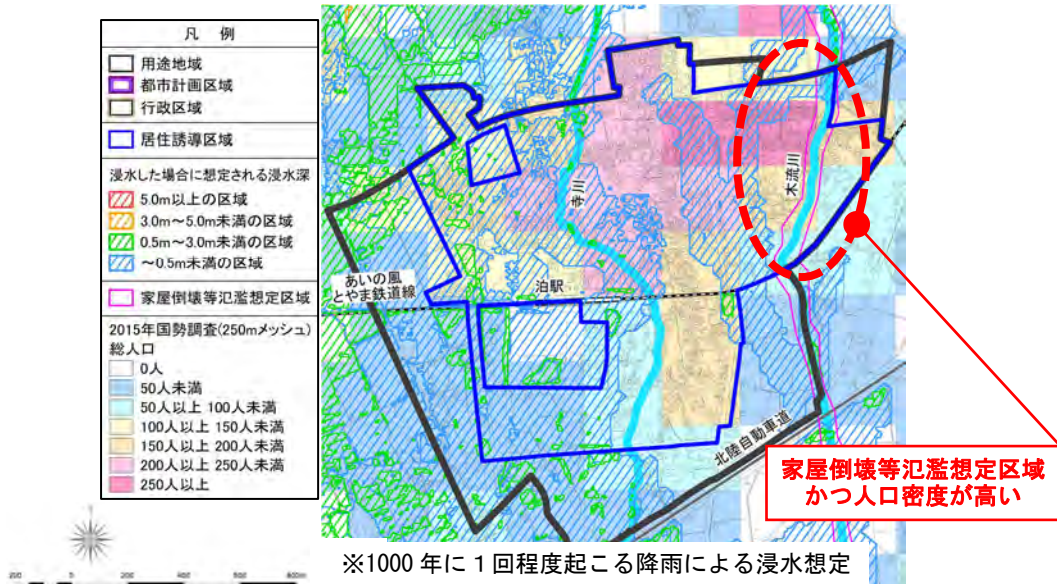 凡 例
用途地域
都市計画区域
行政区域
居住誘導区域
浸水した場合に想定される浸水深
5.0m以上の区域
3.0m～5.0m未満の区域
0.5m～3.0m未満の区域
～0.5m未満の区域
家屋倒壊等氾濫想定区域
2015年国勢調査(250mメッシュ)
総人口
0人
50人未満
50人以上 100人未満
100人以上 150人未満
150人以上 200人未満
200人以上 250人未満
250人以上
寺川
木流川
あいの風
とやま鉄道線
泊駅
北陸自動車道
家屋倒壊等氾濫想定区域
かつ人口密度が高い
200 0 200 400 600m
※1000 年に 1 回程度起こる降雨による浸水想定